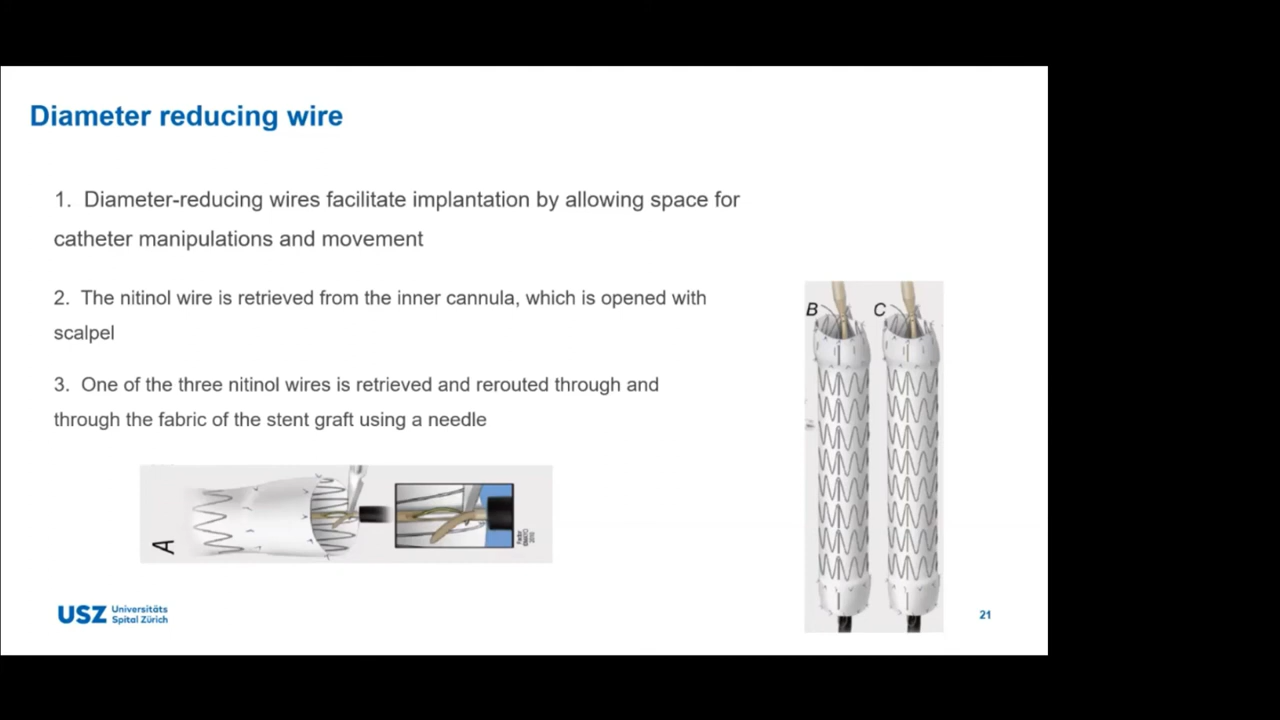 Diameter reducing wire
1. Diameter-reducing wires facilitate implantation by allowing space for
catheter manipulations and movement
2. The nitinol wire is retrieved from the inner cannula, which is opened with
scalpel
3. One of the three nitinol wires is retrieved and rerouted through and
through the fabric of the stent graft using a needle
A
B
C
USZ Universitäts
Spital Zürich
21